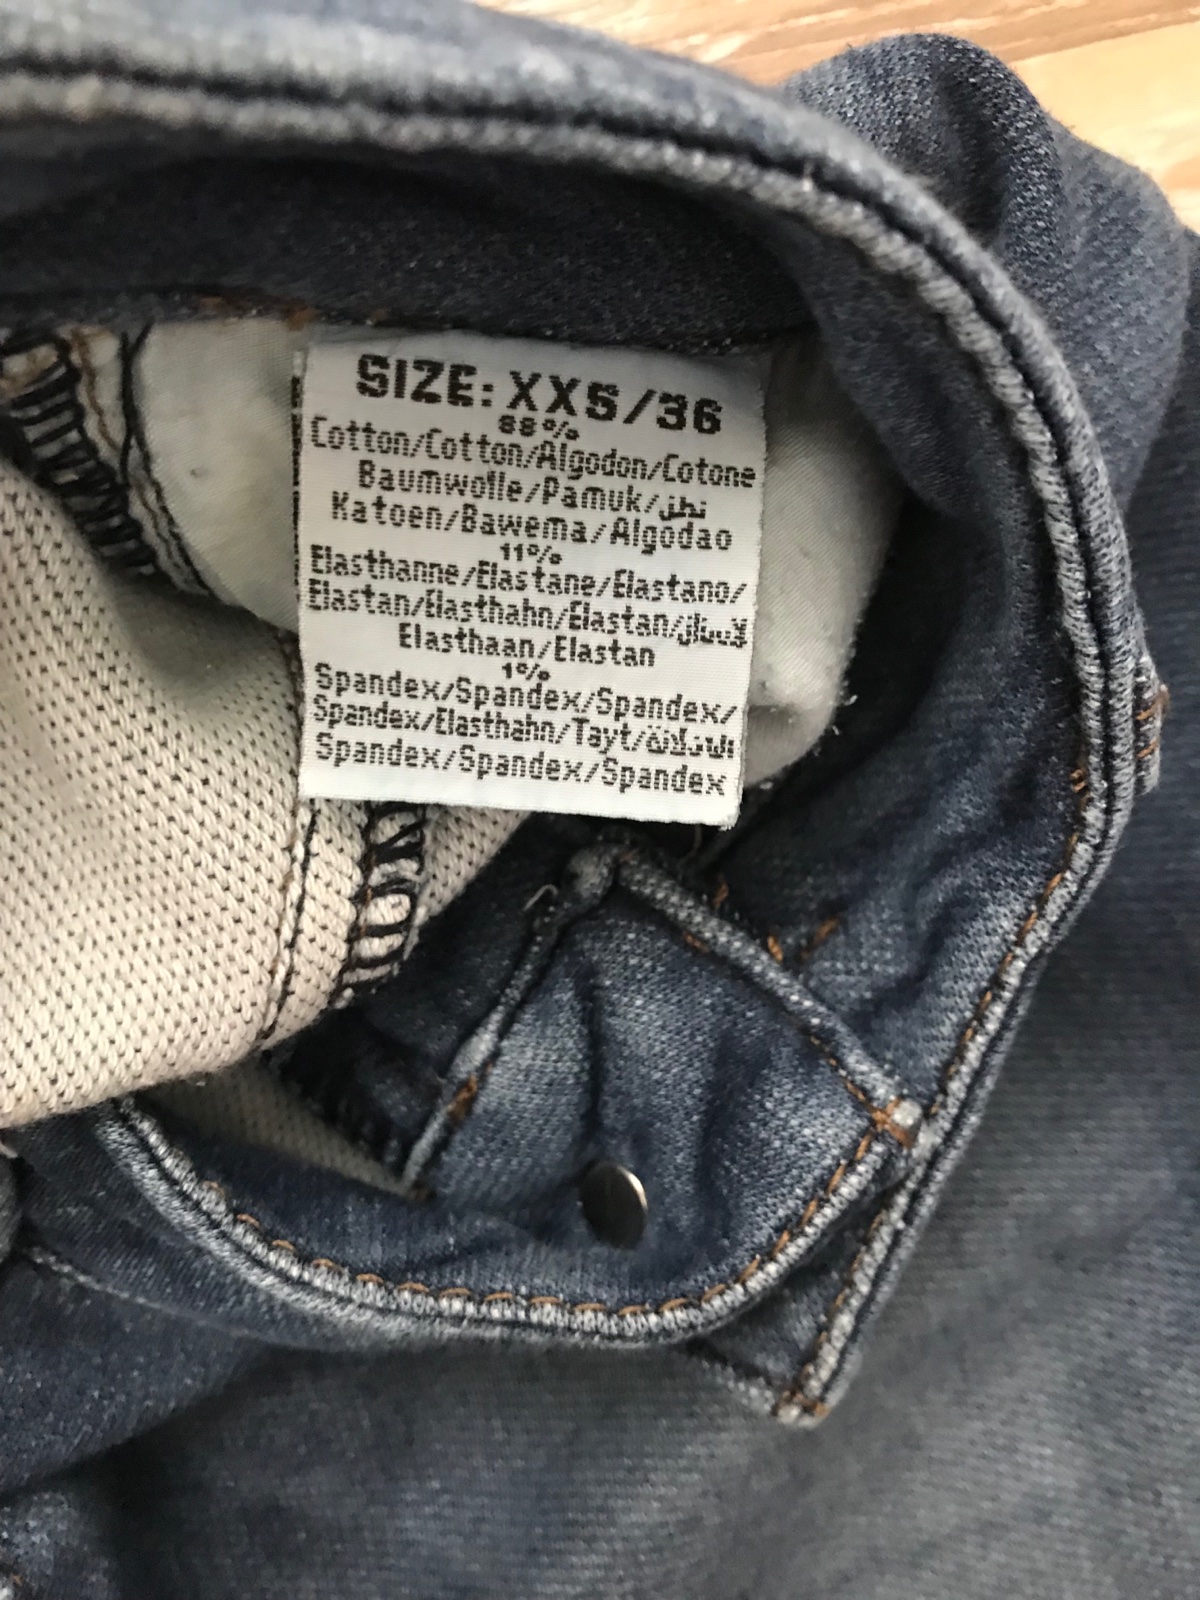 SIZE: XXS/36
88%
Cotton/Cotton/Algodon/Cotone
Baumwolle/Pamuk/
Katoen/Bawema/Algodao
11%
Elasthanne/Elastane/Elastano/
Elastan/Elasthahn/Elastan/
Elasthaan/Elastan
1%
Spandex/Spandex/Spandex/
Spandex/Elasthahn/Tayt/
Spandex/Spandex/Spandex